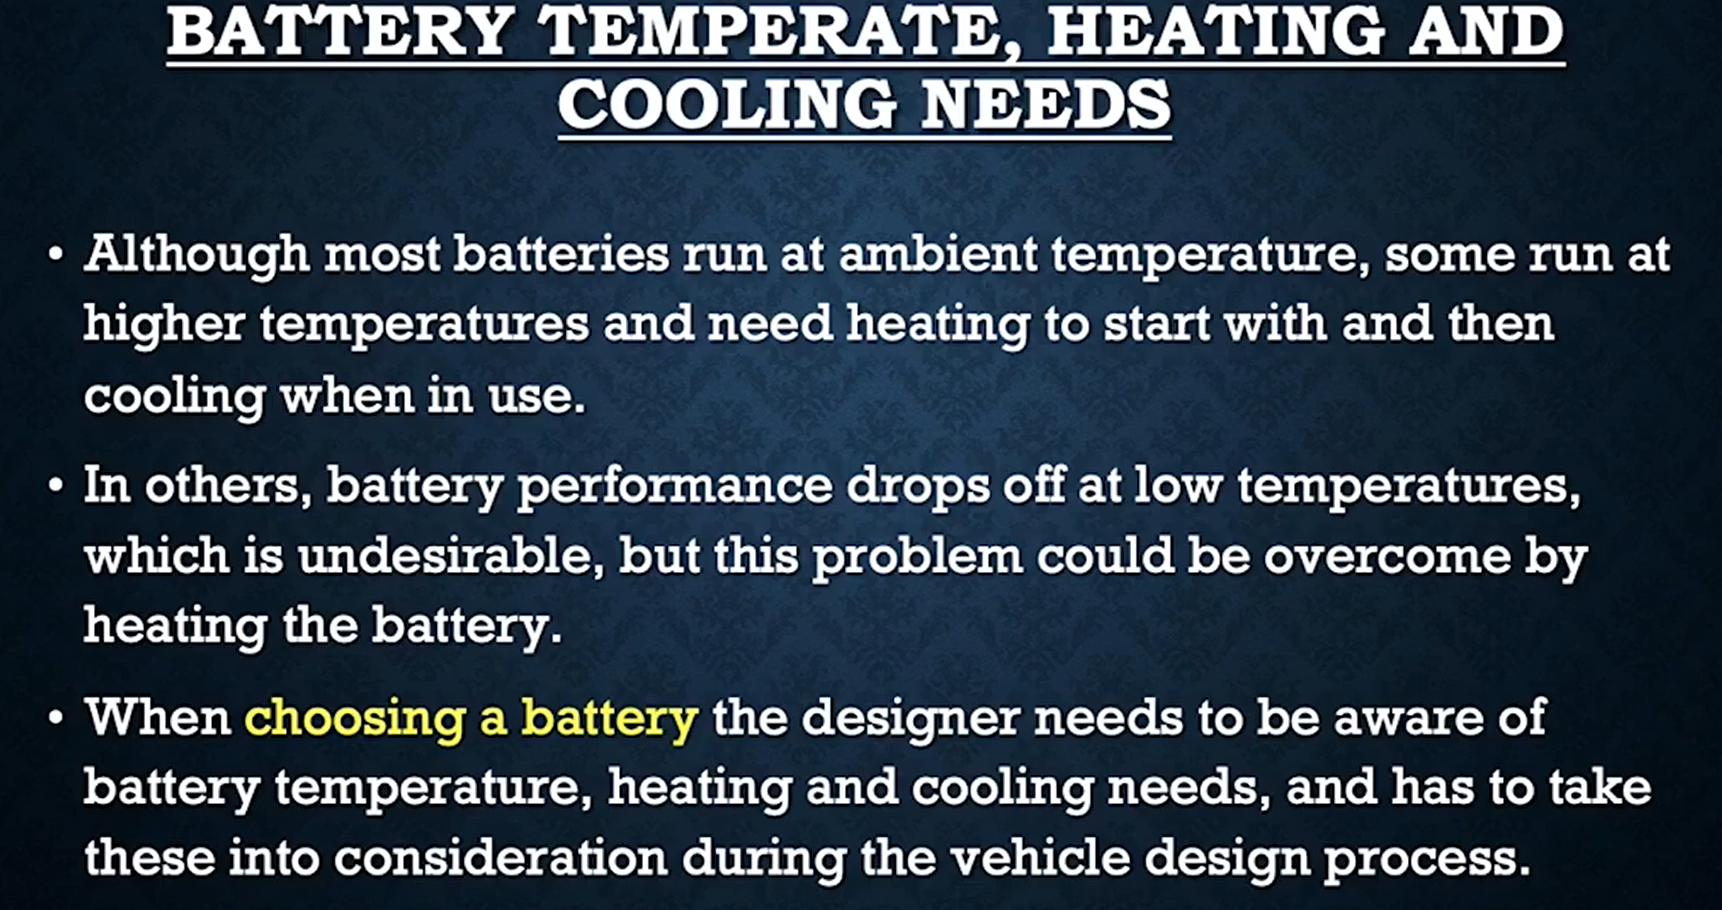 BATTERY TEMPERATE, HEATING AND
COOLING NEEDS
• Although most batteries run at ambient temperature, some run at
higher temperatures and need heating to start with and then
cooling when in use.
• In others, battery performance drops off at low temperatures,
which is undesirable, but this problem could be overcome by
heating the battery.
• When choosing a battery the designer needs to be aware of
battery temperature, heating and cooling needs, and has to take
these into consideration during the vehicle design process.